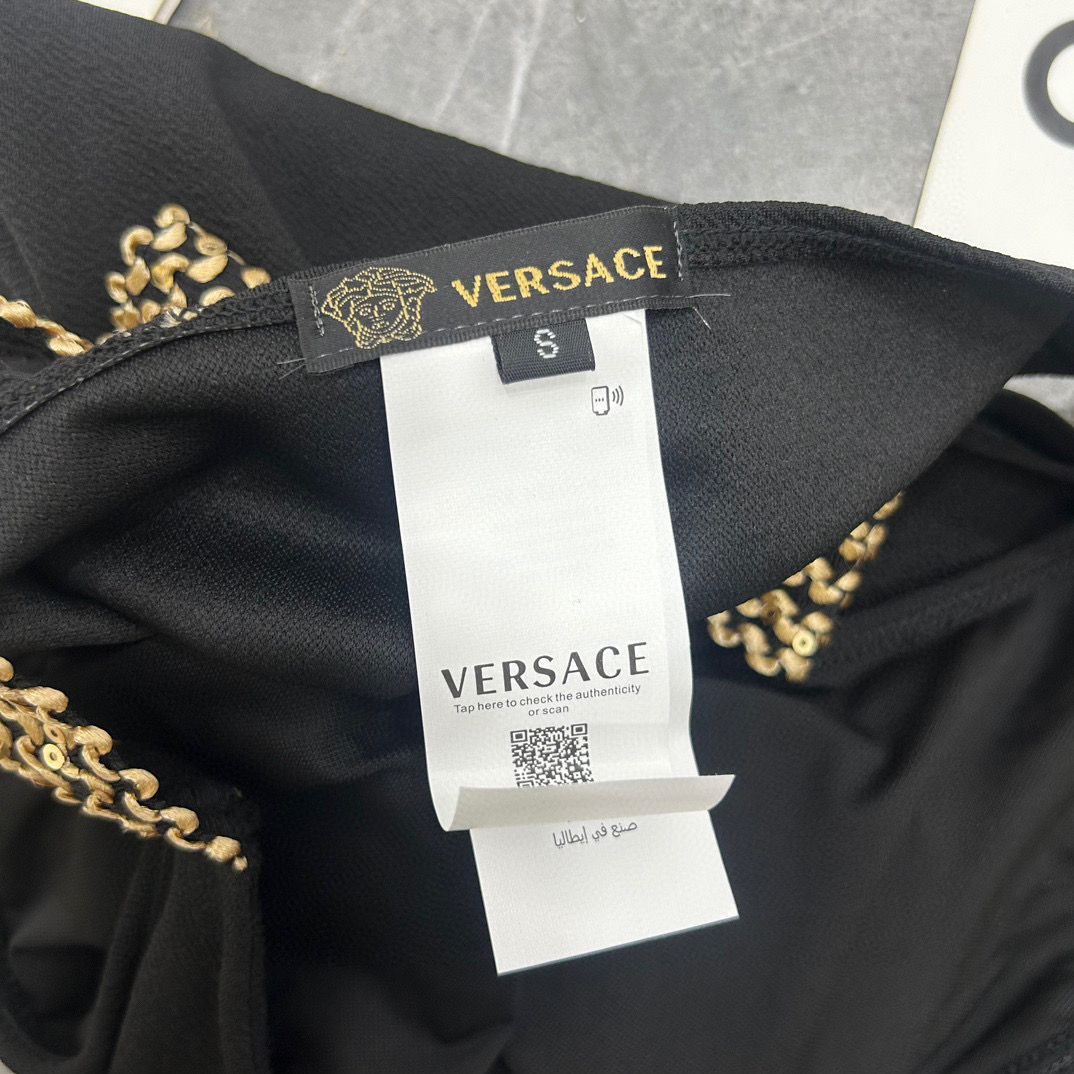 VERSACE
S
VERSACE
Tap here to check the authenticity
or scan
صنع في إيطاليا